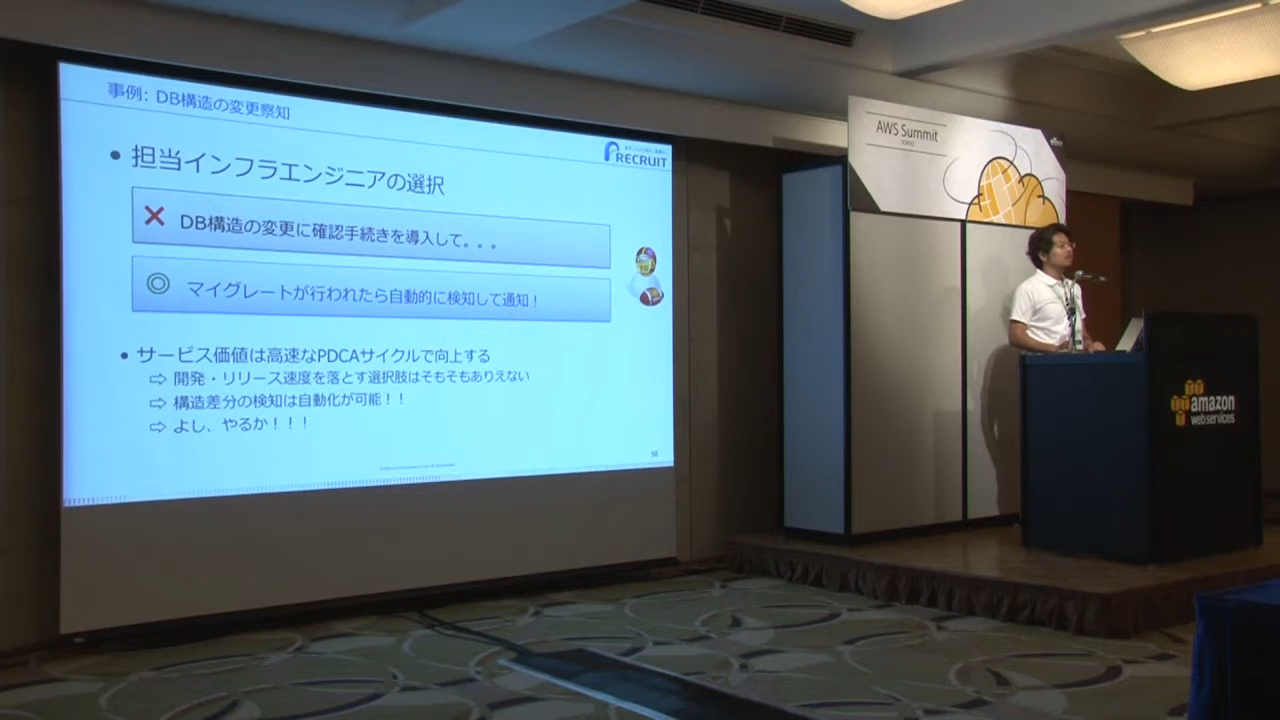 事例: DB構造の変更察知
RECRUIT
• 担当インフラエンジニアの選択
× DB構造の変更に確認手続きを導入して。。。
◎ マイグレートが行われたら自動的に検知して通知！
• サービス価値は高速なPDCAサイクルで向上する
⇨ 開発・リリース速度を落とす選択肢はそもそもありえない
⇨ 構造差分の検知は自動化が可能！！
⇨ よし、やるか！！！
AWS Summit
TOKYO
amazon
web services